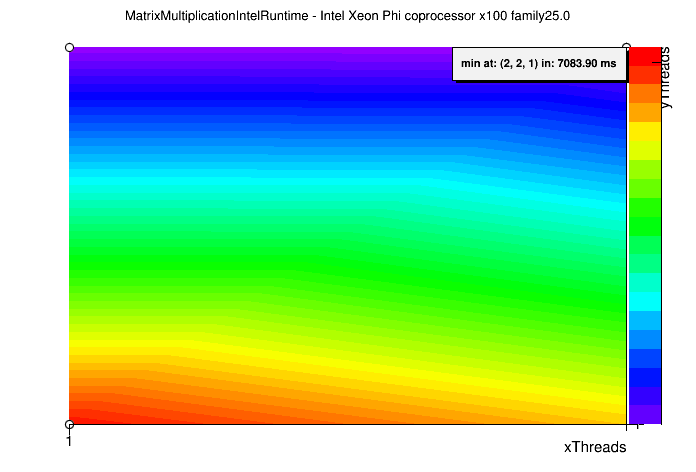 MatrixMultiplicationIntelRuntime - Intel Xeon Phi coprocessor x100 family25.0
min at: (2, 2, 1) in: 7083.90 ms
yThreads
1
xThreads